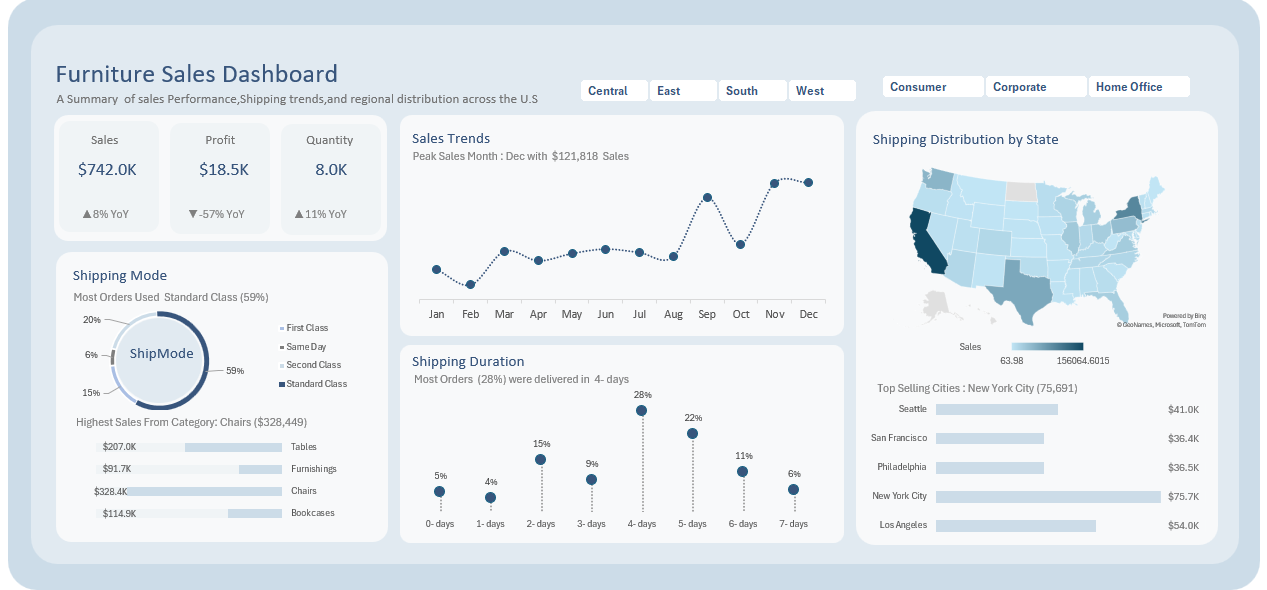 Furniture Sales Dashboard
A Summary of sales Performance,Shipping trends,and regional distribution across the U.S
Central East South West
Consumer Corporate Home Office
Sales Profit Quantity
$742.0K $18.5K 8.0K
▲8% YoY ▼-57% YoY ▲11% YoY
Shipping Mode
Most Orders Used Standard Class (59%)
20%
6%
15%
59%
ShipMode
First Class
Same Day
Second Class
Standard Class
Highest Sales From Category: Chairs ($328,449)
$207.0K Tables
$91.7K Furnishings
$328.4K Chairs
$114.9K Bookcases
Sales Trends
Peak Sales Month : Dec with $121,818 Sales
Jan Feb Mar Apr May Jun Jul Aug Sep Oct Nov Dec
Shipping Duration
Most Orders (28%) were delivered in 4- days
5% 4% 15% 9% 28% 22% 11% 6%
0- days 1- days 2- days 3- days 4- days 5- days 6- days 7- days
Shipping Distribution by State
Powered by Bing
© GeoNames, Microsoft, TomTom
Sales
63.98 156064.6015
Top Selling Cities : New York City (75,691)
Seattle $41.0K
San Francisco $36.4K
Philadelphia $36.5K
New York City $75.7K
Los Angeles $54.0K